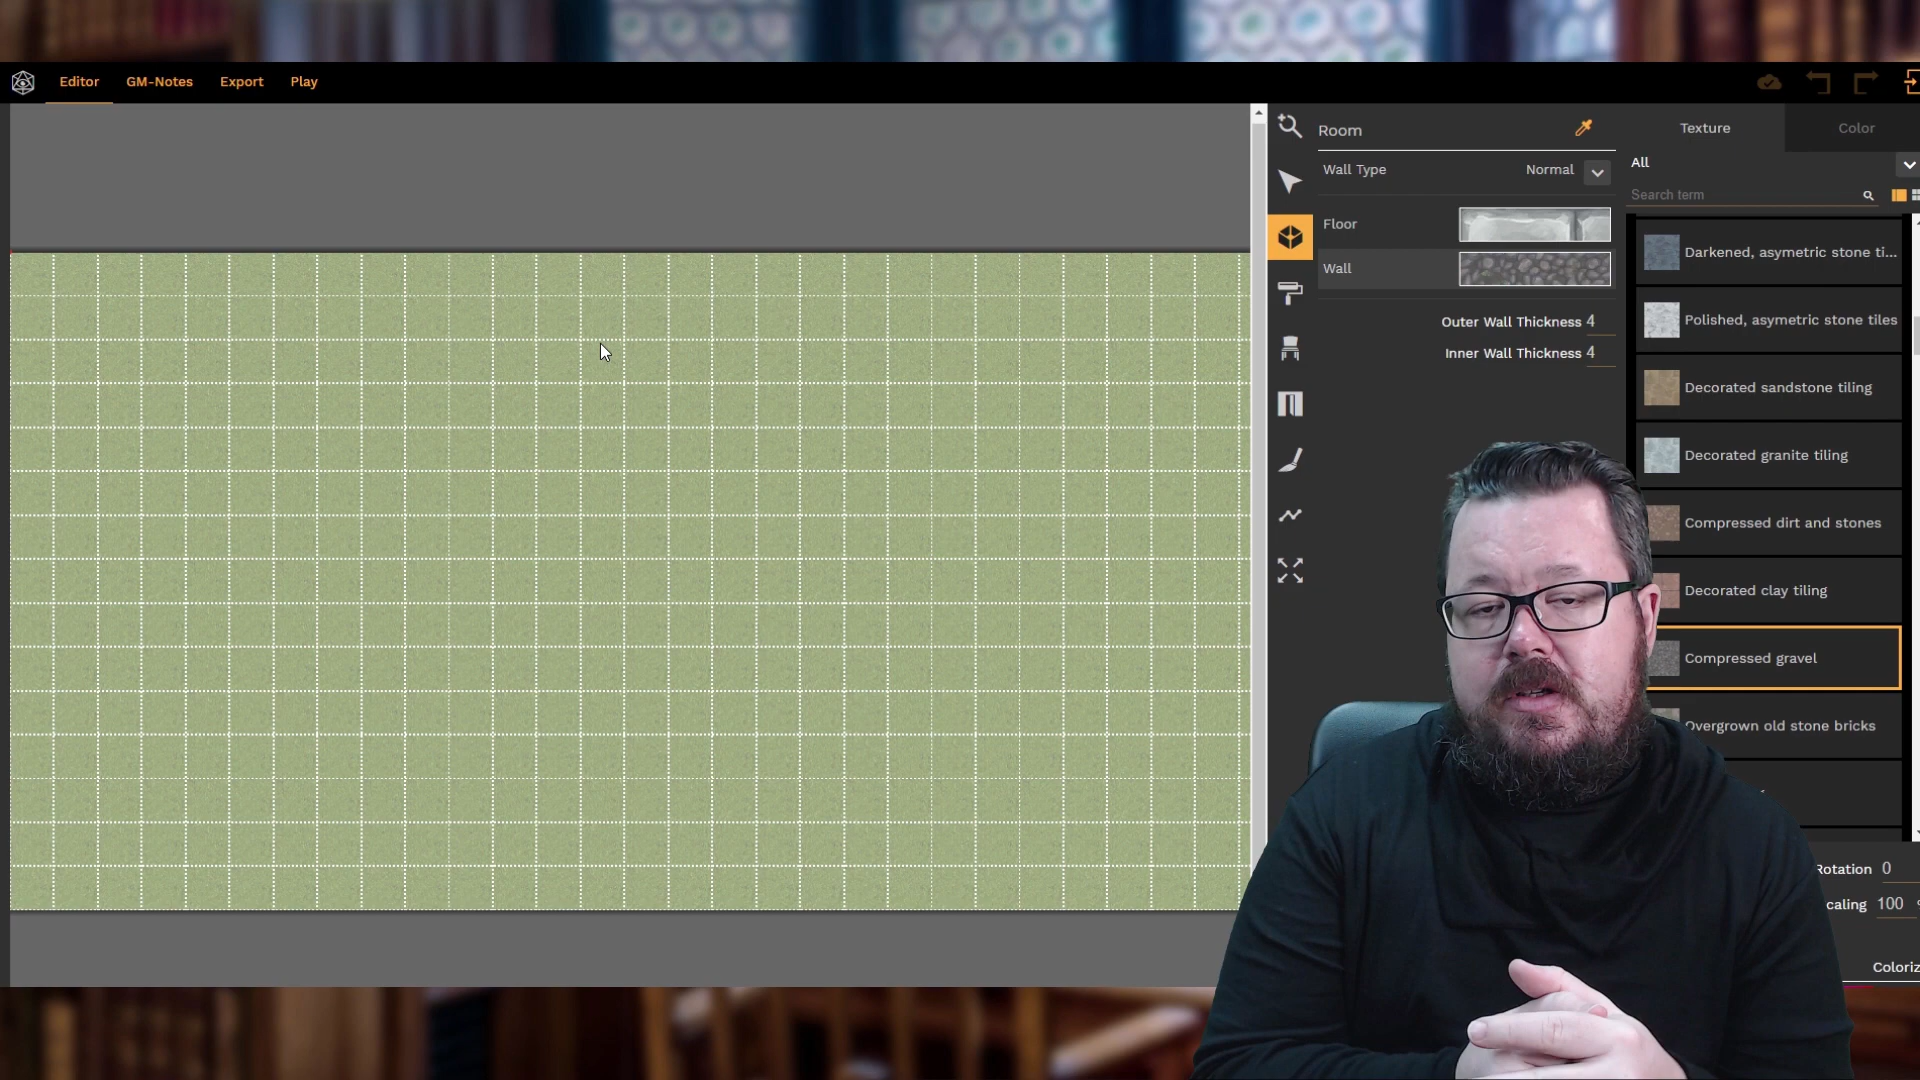 Editor GM-Notes Export Play
Room
Texture Color
All
Wall Type Normal
Search term
Floor
Wall
Outer Wall Thickness 4
Inner Wall Thickness 4
Darkened, asymetric stone ti...
Polished, asymetric stone tiles
Decorated sandstone tiling
Decorated granite tiling
Compressed dirt and stones
Decorated clay tiling
Compressed gravel
Overgrown old stone bricks
Rotation 0
caling 100
Coloriz